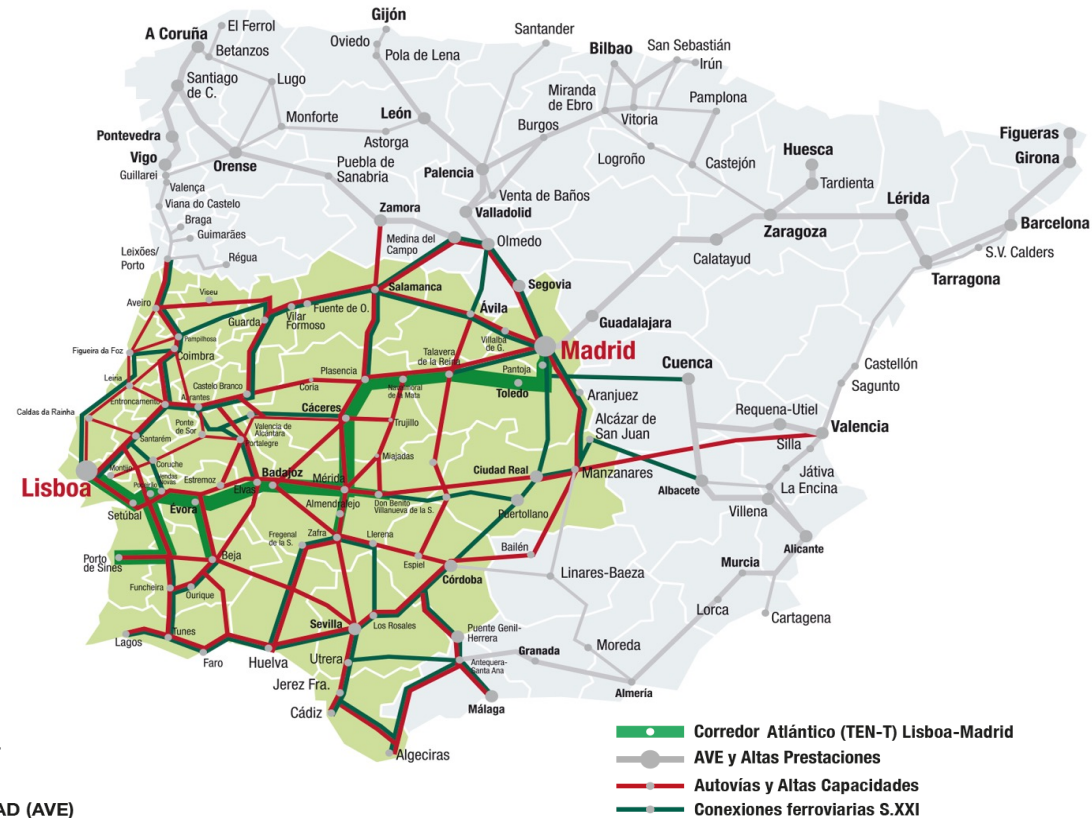 Gijón
El Ferrol
A Coruña
Betanzos
Oviedo
Pola de Lena
Santander
Bilbao
San Sebastián
Irún
Santiago
de C.
Lugo
Monforte
León
Astorga
Miranda
de Ebro
Vitoria
Pamplona
Burgos
Logroño
Castejón
Pontevedra
Vigo
Guillarei
Orense
Puebla de
Sanabria
Palencia
Venta de Baños
Huesca
Tardienta
Figueras
Girona
Valença
Viana do Castelo
Braga
Guimarães
Zamora
Valladolid
Lérida
Zaragoza
Barcelona
Leixões/
Porto
Régua
Medina del
Campo
Olmedo
Calatayud
S.V. Calders
Tarragona
Viseu
Aveiro
Guarda
Vilar
Formoso
Fuente de O.
Salamanca
Segovia
Ávila
Villalba
de G.
Guadalajara
Madrid
Pampilhosa
Coimbra
Figueira da Foz
Talavera
de la Reina
Pantoja
Toledo
Cuenca
Castellón
Sagunto
Leiria
Castelo Branco
Coria
Plasencia
Navalmoral
de la Mata
Aranjuez
Entroncamento
Abrantes
Caldas da Rainha
Cáceres
Trujillo
Alcázar de
San Juan
Requena-Utiel
Valencia
Silla
Santarém
Ponte
de Sor
Valencia de
Alcántara
Portalegre
Miajadas
Játiva
La Encina
Lisboa
Montijo
Coruche
Vendas
Novas
Estremoz
Elvas
Badajoz
Mérida
Ciudad Real
Manzanares
Albacete
Villena
Setúbal
Évora
Almendralejo
Don Benito
Villanueva de la S.
Puertollano
Alicante
Fregenal
de la S.
Zafra
Llerena
Bailén
Porto
de Sines
Beja
Espiel
Córdoba
Linares-Baeza
Murcia
Funcheira
Ourique
Lorca
Cartagena
Lagos
Tunes
Faro
Huelva
Sevilla
Los Rosales
Puente Genil-
Herrera
Moreda
Granada
Utrera
Antequera-
Santa Ana
Jerez Fra.
Cádiz
Málaga
Almería
Algeciras
Corredor Atlántico (TEN-T) Lisboa-Madrid
AVE y Altas Prestaciones
Autovías y Altas Capacidades
Conexiones ferroviarias S.XXI
AD (AVE)